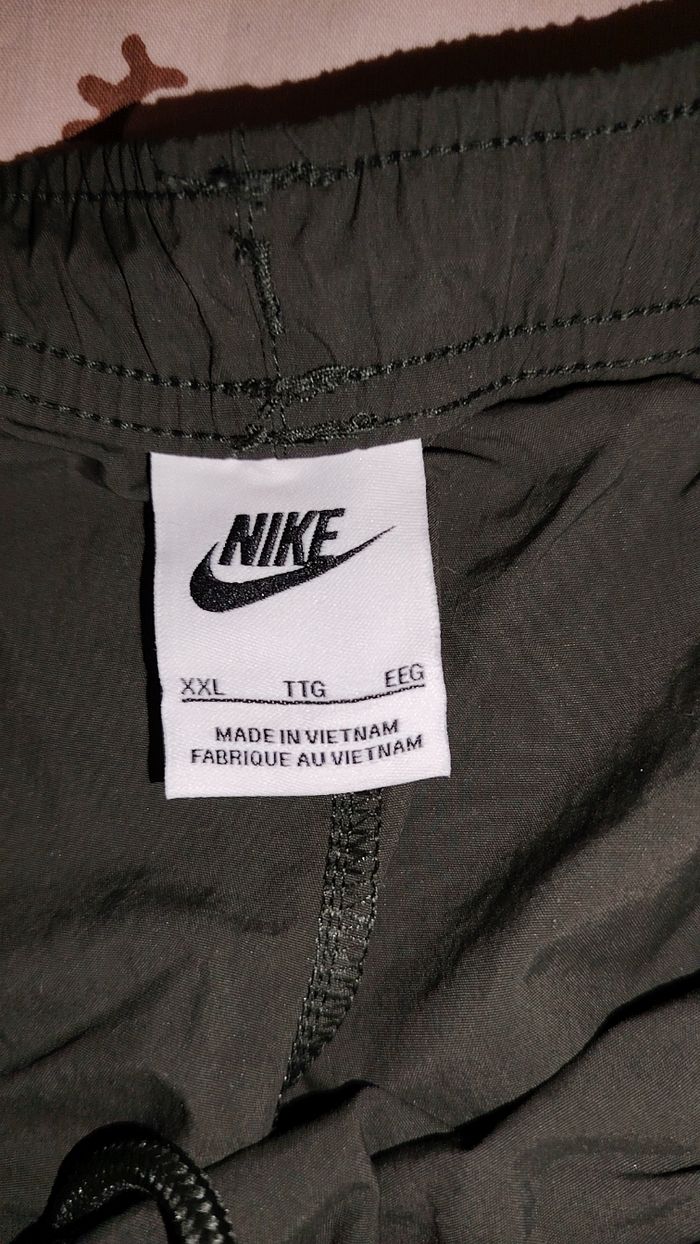 NIKE
XXL TTG EEG
MADE IN VIETNAM
FABRIQUE AU VIETNAM